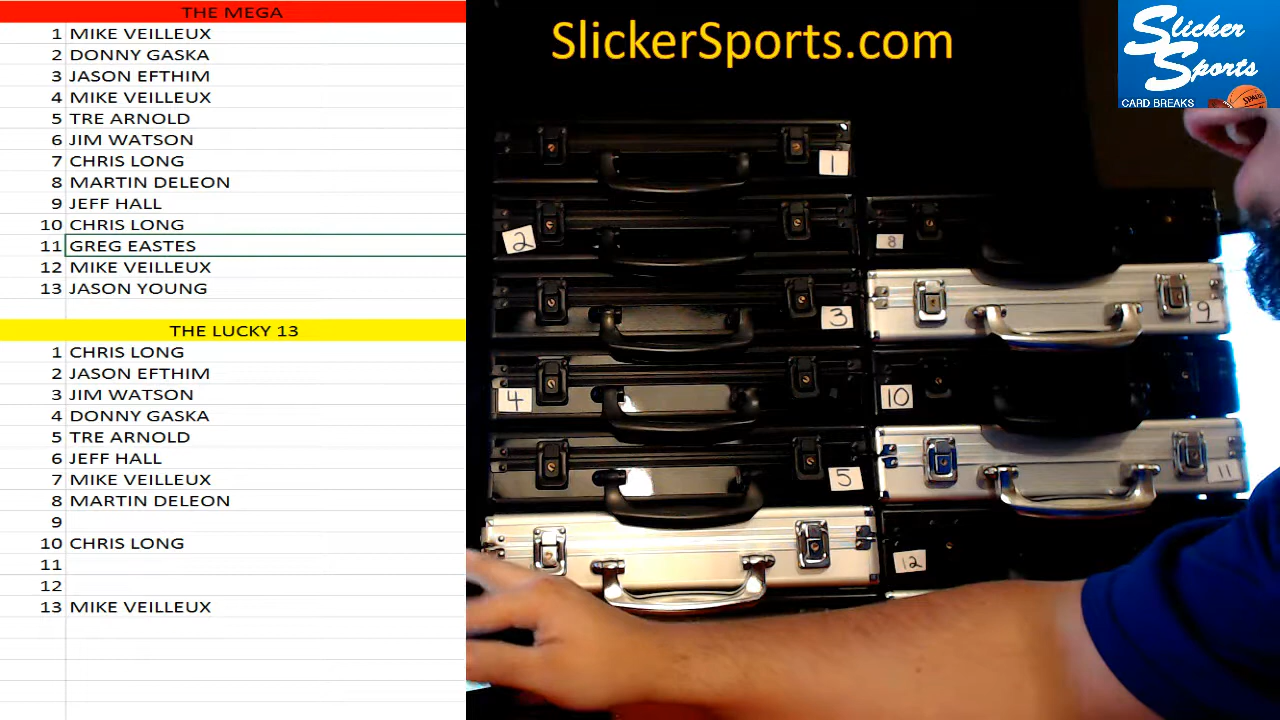 THE MEGA
1 MIKE VEILLEUX
2 DONNY GASKA
3 JASON EFTHIM
4 MIKE VEILLEUX
5 TRE ARNOLD
6 JIM WATSON
7 CHRIS LONG
8 MARTIN DELEON
9 JEFF HALL
10 CHRIS LONG
11 GREG EASTES
12 MIKE VEILLEUX
13 JASON YOUNG
THE LUCKY 13
1 CHRIS LONG
2 JASON EFTHIM
3 JIM WATSON
4 DONNY GASKA
5 TRE ARNOLD
6 JEFF HALL
7 MIKE VEILLEUX
8 MARTIN DELEON
9
10 CHRIS LONG
11
12
13 MIKE VEILLEUX
SlickerSports.com
Slicker
Sports
CARD BREAKS
SPALDING
1
2
3
4
5
8
9
10
11
12